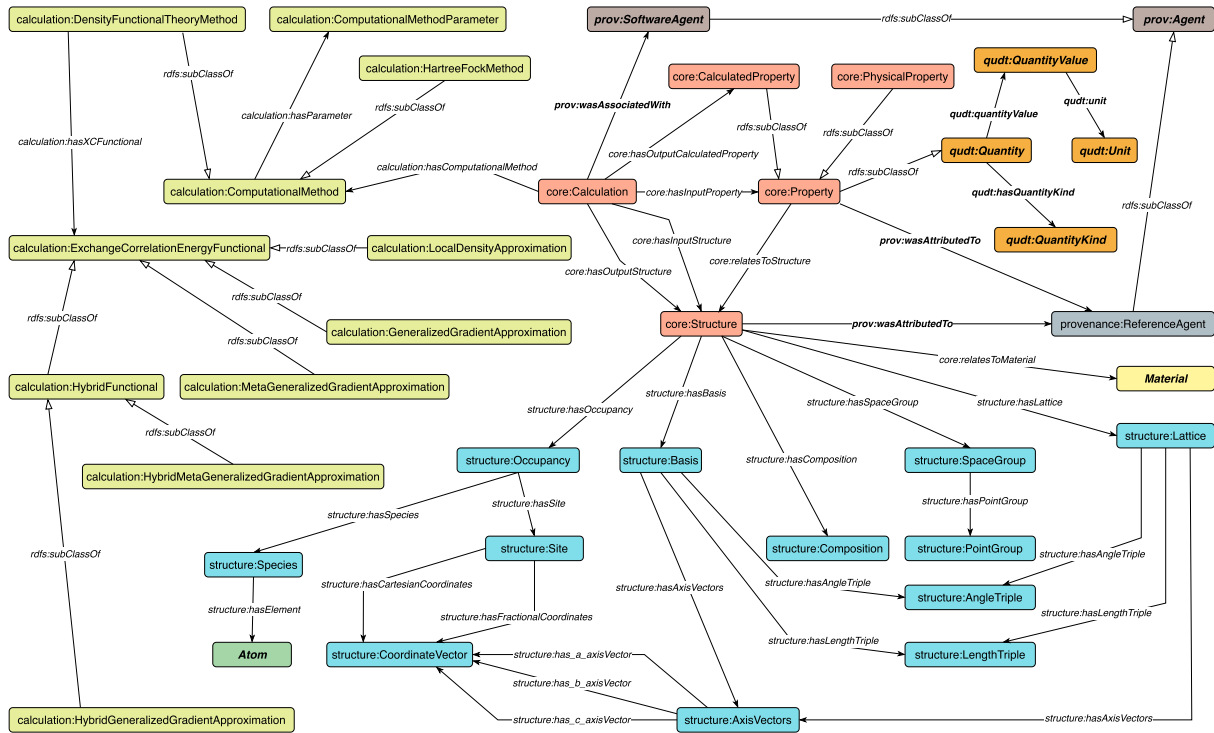 calculation:DensityFunctionalTheoryMethod
calculation:ComputationalMethodParameter
prov:SoftwareAgent
rdfs:subClassOf
prov:Agent
calculation:HartreeFockMethod
core:CalculatedProperty
core:PhysicalProperty
qudt:QuantityValue
rdfs:subClassOf
calculation:hasParameter
rdfs:subClassOf
prov:wasAssociatedWith
rdfs:subClassOf
rdfs:subClassOf
qudt:quantityValue
qudt:unit
calculation:hasXCFunctional
calculation:hasComputationalMethod
core:hasOutputCalculatedProperty
rdfs:subClassOf
qudt:Quantity
qudt:Unit
calculation:ComputationalMethod
core:Calculation
core:hasInputProperty
core:Property
qudt:hasQuantityKind
rdfs:subClassOf
calculation:ExchangeCorrelationEnergyFunctional
rdfs:subClassOf
calculation:LocalDensityApproximation
core:hasInputStructure
core:hasOutputStructure
core:relatesToStructure
prov:wasAttributedTo
qudt:QuantityKind
rdfs:subClassOf
rdfs:subClassOf
calculation:GeneralizedGradientApproximation
rdfs:subClassOf
core:Structure
prov:wasAttributedTo
provenance:ReferenceAgent
core:relatesToMaterial
Material
calculation:HybridFunctional
calculation:MetaGeneralizedGradientApproximation
structure:hasOccupancy
structure:hasBasis
structure:hasSpaceGroup
structure:hasLattice
rdfs:subClassOf
structure:Occupancy
structure:Basis
structure:hasComposition
structure:SpaceGroup
structure:Lattice
calculation:HybridMetaGeneralizedGradientApproximation
structure:hasSpecies
structure:hasSite
structure:hasPointGroup
rdfs:subClassOf
structure:Species
structure:Site
structure:Composition
structure:PointGroup
structure:hasAngleTriple
structure:hasCartesianCoordinates
structure:hasAxisVectors
structure:hasAngleTriple
structure:AngleTriple
structure:hasElement
structure:hasFractionalCoordinates
structure:hasLengthTriple
structure:hasLengthTriple
Atom
structure:CoordinateVector
structure:has_a_axisVector
structure:LengthTriple
structure:has_b_axisVector
calculation:HybridGeneralizedGradientApproximation
structure:has_c_axisVector
structure:AxisVectors
structure:hasAxisVectors